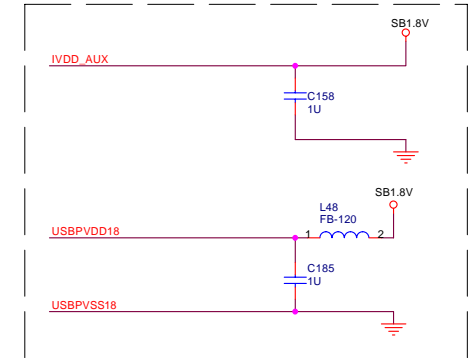 SB1.8V
IVDD_AUX
C158
1U
SB1.8V
L48
FB-120
USBPVDD18
1
2
C185
1U
USBPVSS18